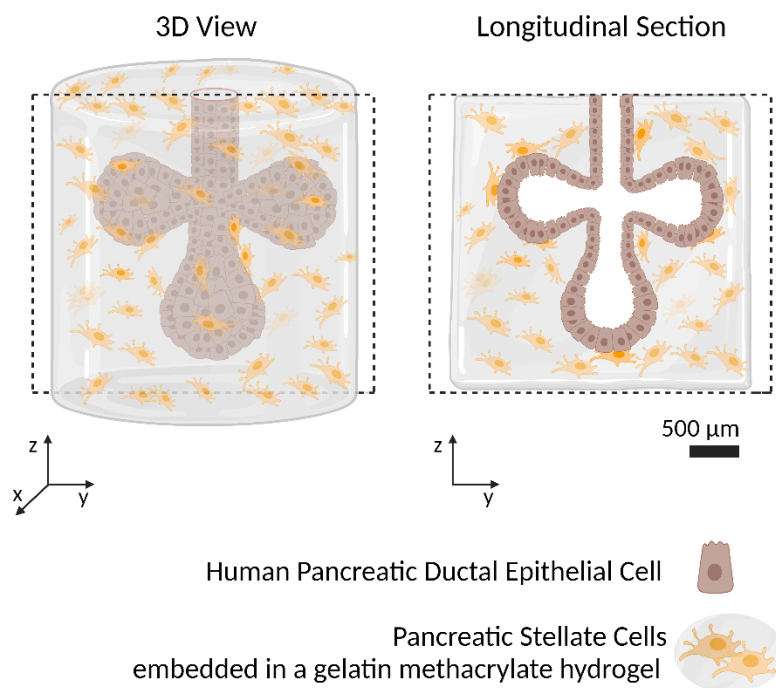 3D View
Longitudinal Section
z
x
y
z
y
500 µm
Human Pancreatic Ductal Epithelial Cell
Pancreatic Stellate Cells
embedded in a gelatin methacrylate hydrogel